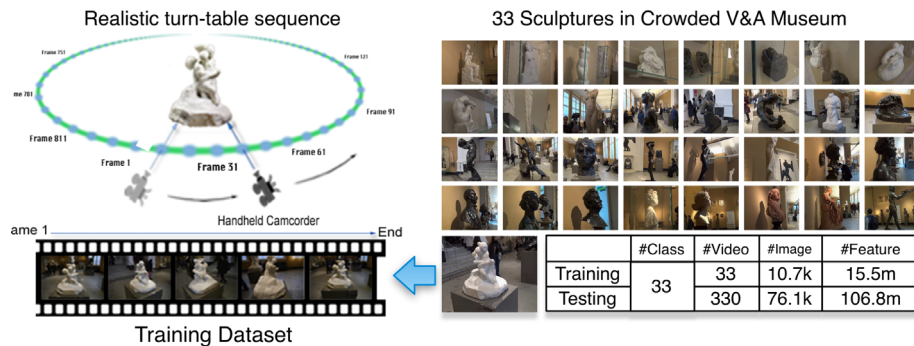 Realistic turn-table sequence
Frame 751
Frame 121
me 781
Frame 91
Frame 811
Frame 61
Frame 1
Frame 31
Handheld Camcorder
ame 1
End
Training Dataset
33 Sculptures in Crowded V&A Museum
#Class #Video #Image #Feature
Training 33 33 10.7k 15.5m
Testing 330 76.1k 106.8m